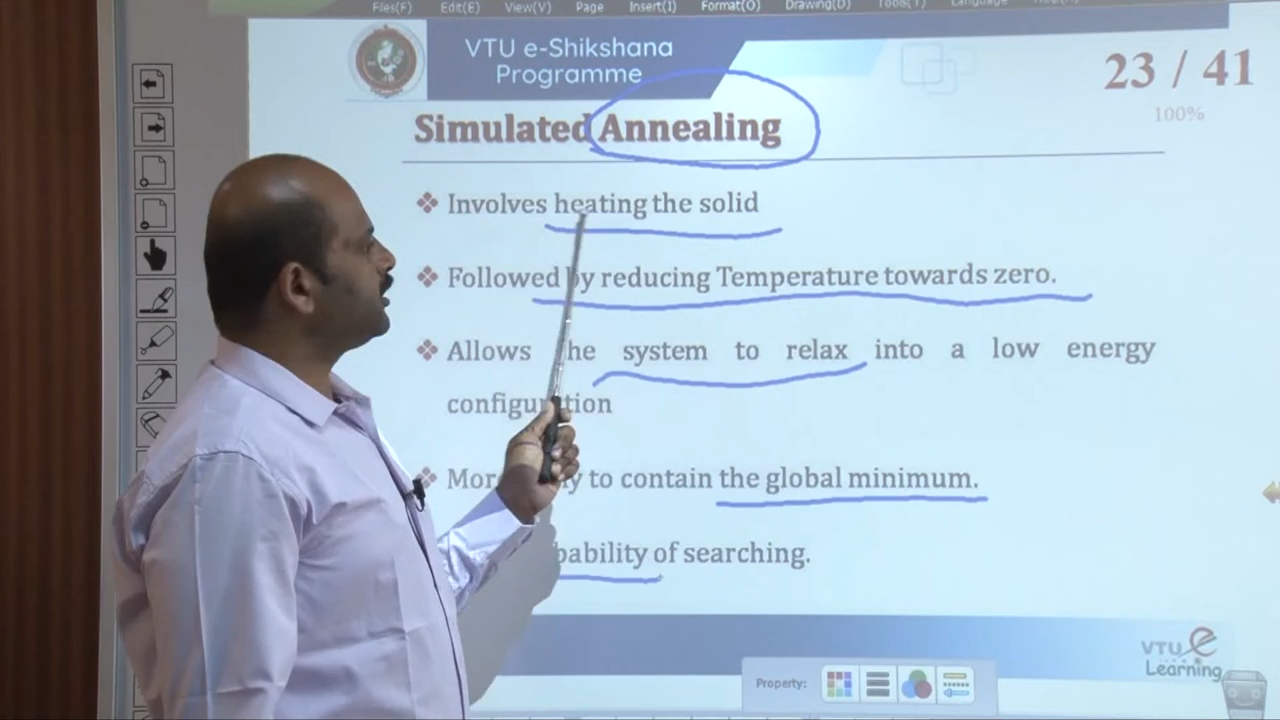 Files(F) Edit(E) View(V) Page Insert(I) Format(O) Drawing(D) Tools(T) Language
VTU e-Shikshana
Programme
23 / 41
100%
Simulated Annealing
Involves heating the solid
Followed by reducing Temperature towards zero.
Allows the system to relax into a low energy
configuration
to contain the global minimum.
of searching.
VTU e
Learning
Property: